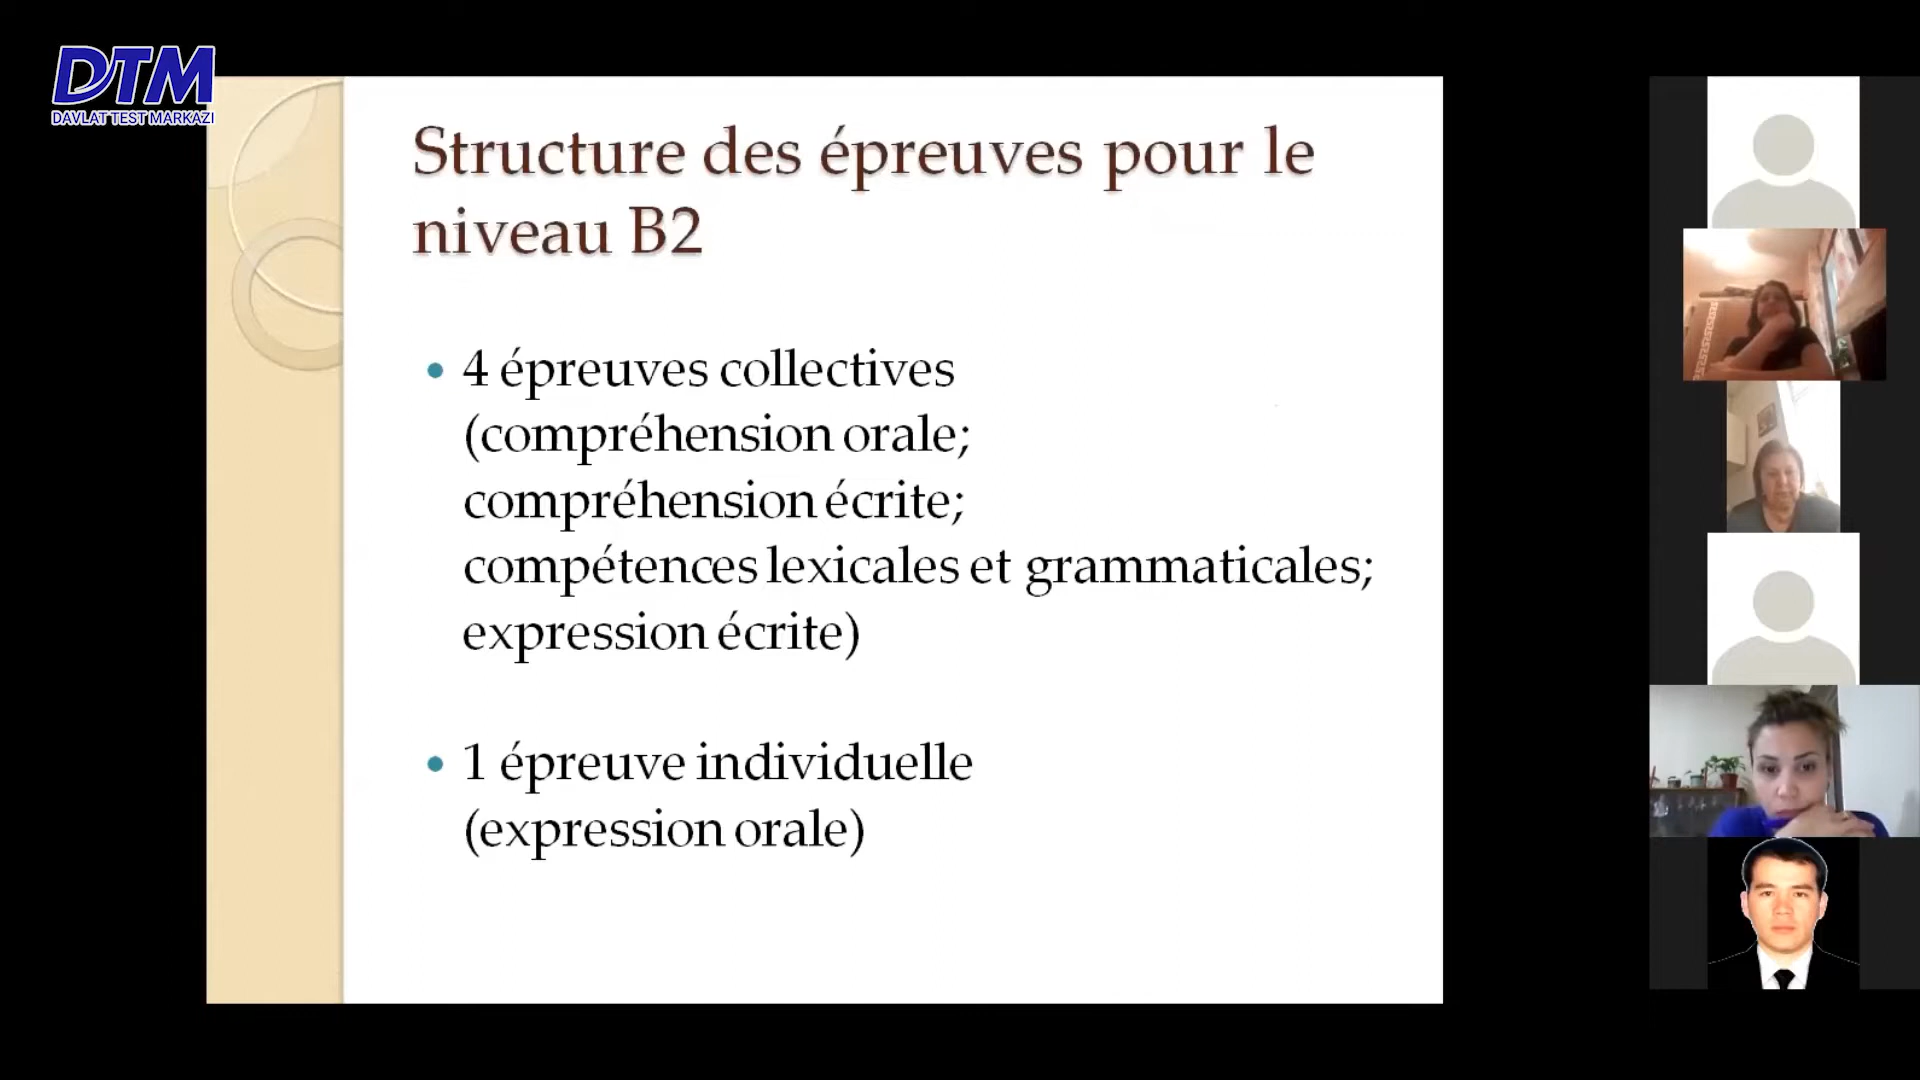 DTM
DAVLAT TEST MARKAZI
Structure des épreuves pour le
niveau B2
• 4 épreuves collectives
(compréhension orale;
compréhension écrite;
compétences lexicales et grammaticales;
expression écrite)
• 1 épreuve individuelle
(expression orale)